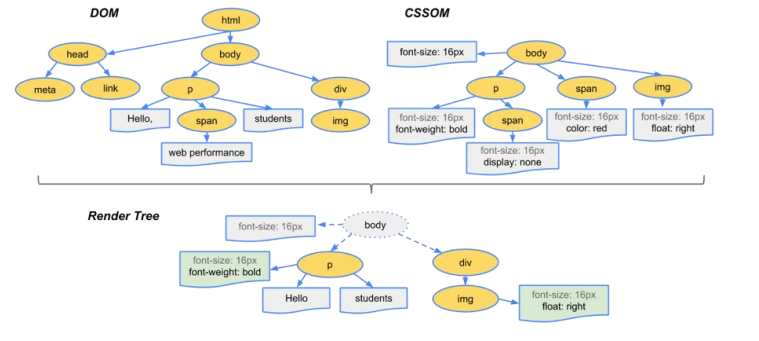 DOM
CSSOM
html
head
body
font-size: 16px
body
meta
link
p
div
p
span
img
Hello,
span
students
img
font-size: 16px
font-weight: bold
span
font-size: 16px
color: red
font-size: 16px
float: right
web performance
font-size: 16px
display: none
Render Tree
font-size: 16px
body
font-size: 16px
font-weight: bold
p
div
Hello
students
img
font-size: 16px
float: right